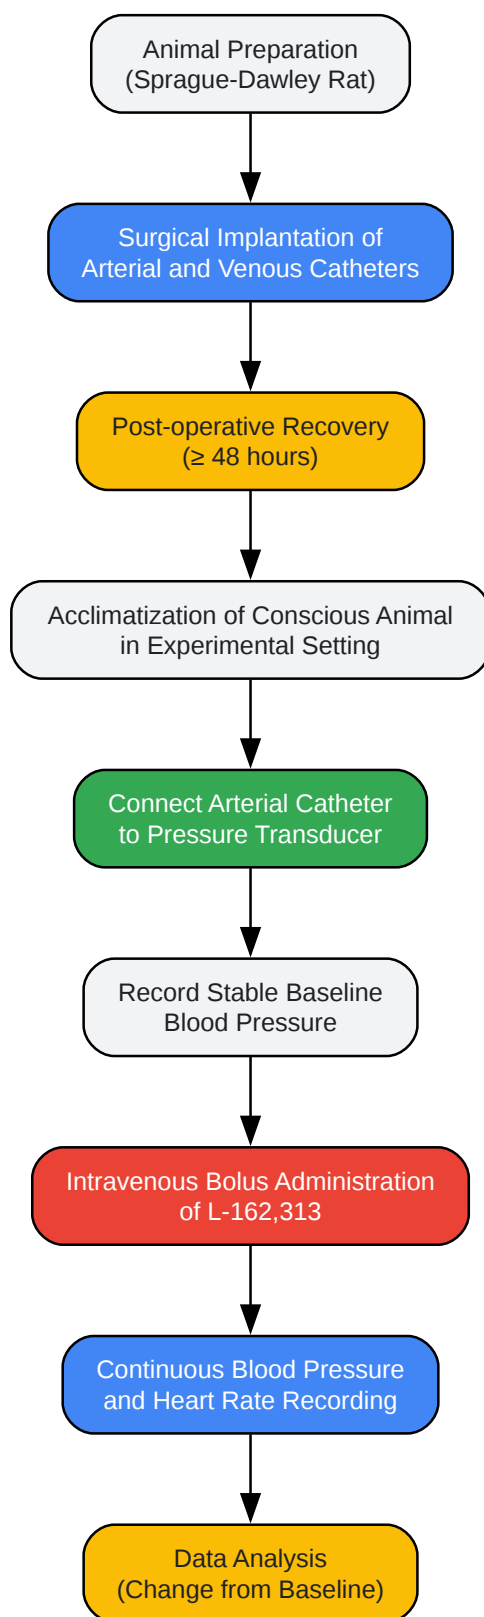 Animal Preparation
(Sprague-Dawley Rat)
Surgical Implantation of
Arterial and Venous Catheters
Post-operative Recovery
(≥ 48 hours)
Acclimatization of Conscious Animal
in Experimental Setting
Connect Arterial Catheter
to Pressure Transducer
Record Stable Baseline
Blood Pressure
Intravenous Bolus Administration
of L-162,313
Continuous Blood Pressure
and Heart Rate Recording
Data Analysis
(Change from Baseline)